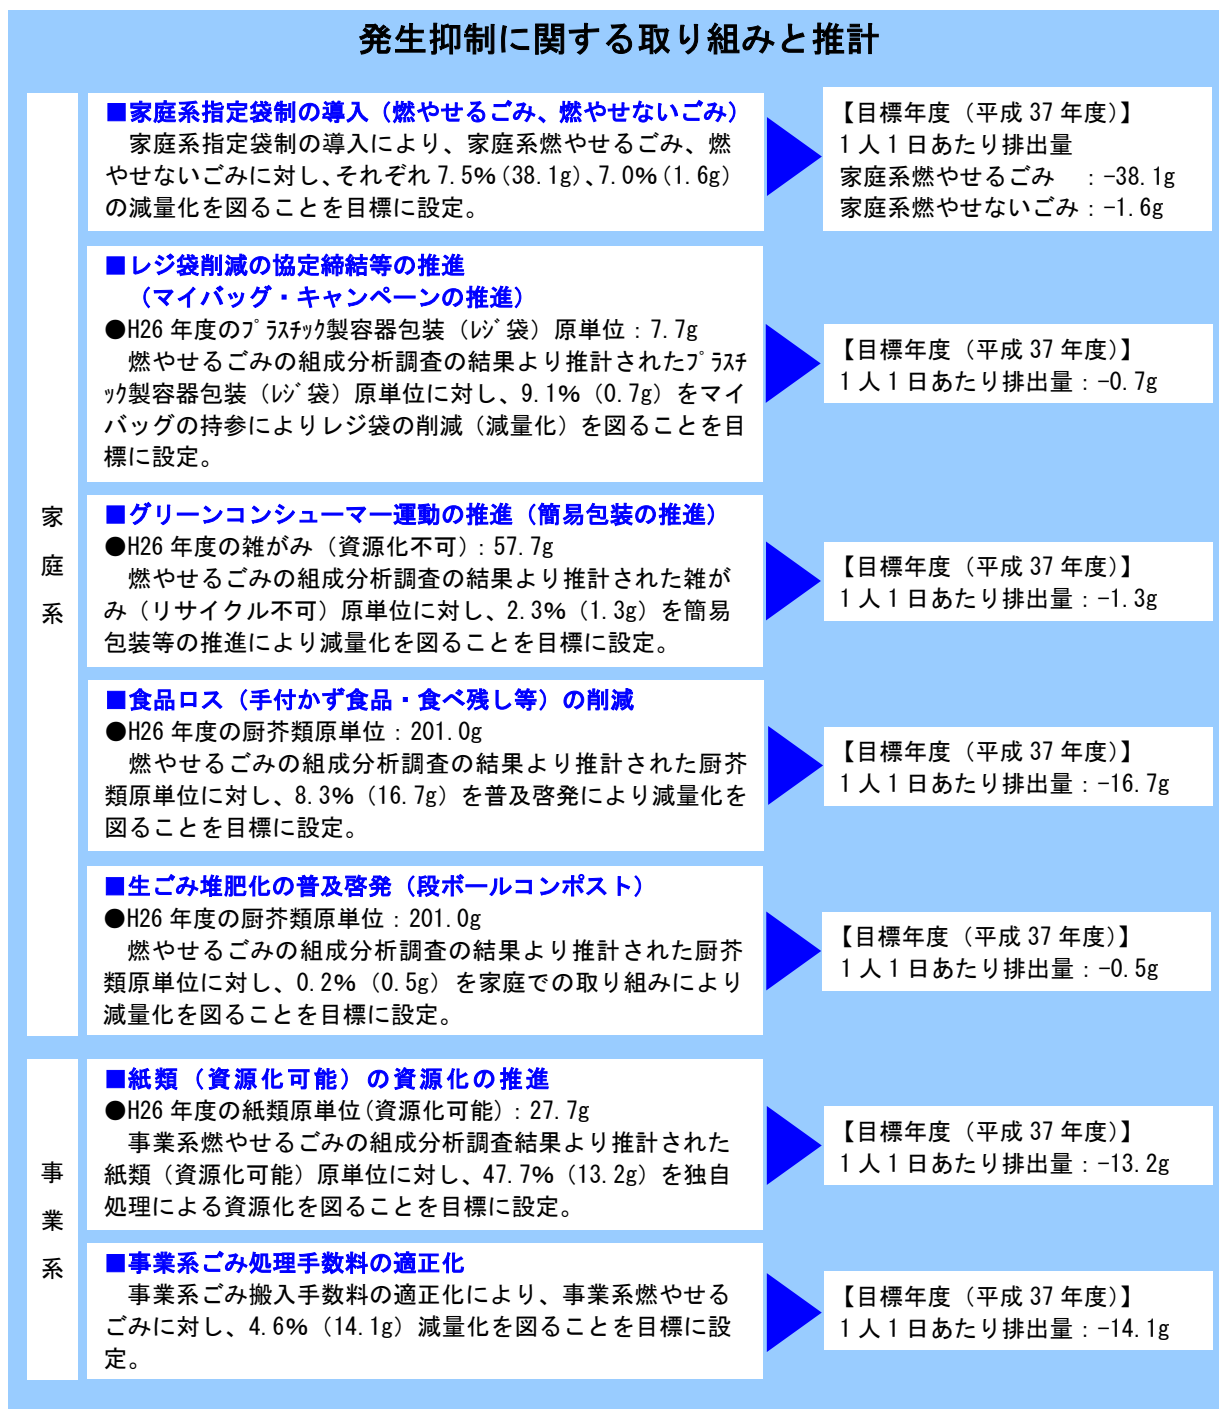 発生抑制に関する取り組みと推計
家庭系
■家庭系指定袋制の導入（燃やせるごみ、燃やせないごみ）
家庭系指定袋制の導入により、家庭系燃やせるごみ、燃
やせないごみに対し、それぞれ 7.5%(38.1g)、7.0%(1.6g)
の減量化を図ることを目標に設定。
【目標年度（平成 37 年度）】
1 人 1 日あたり排出量
家庭系燃やせるごみ　：-38.1g
家庭系燃やせないごみ：-1.6g
■レジ袋削減の協定締結等の推進
（マイバッグ・キャンペーンの推進）
●H26 年度のﾌﾟﾗｽﾁｯｸ製容器包装（ﾚｼﾞ袋）原単位：7.7g
燃やせるごみの組成分析調査の結果より推計されたﾌﾟﾗｽﾁ
ｯｸ製容器包装（ﾚｼﾞ袋）原単位に対し、9.1%（0.7g）をマイ
バッグの持参によりレジ袋の削減（減量化）を図ることを目
標に設定。
【目標年度（平成 37 年度）】
1 人 1 日あたり排出量：-0.7g
■グリーンコンシューマー運動の推進（簡易包装の推進）
●H26 年度の雑がみ（資源化不可）：57.7g
燃やせるごみの組成分析調査の結果より推計された雑が
み（リサイクル不可）原単位に対し、2.3%（1.3g）を簡易
包装等の推進により減量化を図ることを目標に設定。
【目標年度（平成 37 年度）】
1 人 1 日あたり排出量：-1.3g
■食品ロス（手付かず食品・食べ残し等）の削減
●H26 年度の厨芥類原単位：201.0g
燃やせるごみの組成分析調査の結果より推計された厨芥
類原単位に対し、8.3%（16.7g）を普及啓発により減量化を
図ることを目標に設定。
【目標年度（平成 37 年度）】
1 人 1 日あたり排出量：-16.7g
■生ごみ堆肥化の普及啓発（段ボールコンポスト）
●H26 年度の厨芥類原単位：201.0g
燃やせるごみの組成分析調査の結果より推計された厨芥
類原単位に対し、0.2%（0.5g）を家庭での取り組みにより
減量化を図ることを目標に設定。
【目標年度（平成 37 年度）】
1 人 1 日あたり排出量：-0.5g
事業系
■紙類（資源化可能）の資源化の推進
●H26 年度の紙類原単位(資源化可能)：27.7g
事業系燃やせるごみの組成分析調査結果より推計された
紙類（資源化可能）原単位に対し、47.7%（13.2g）を独自
処理による資源化を図ることを目標に設定。
【目標年度（平成 37 年度）】
1 人 1 日あたり排出量：-13.2g
■事業系ごみ処理手数料の適正化
事業系ごみ搬入手数料の適正化により、事業系燃やせる
ごみに対し、4.6%（14.1g）減量化を図ることを目標に設
定。
【目標年度（平成 37 年度）】
1 人 1 日あたり排出量：-14.1g